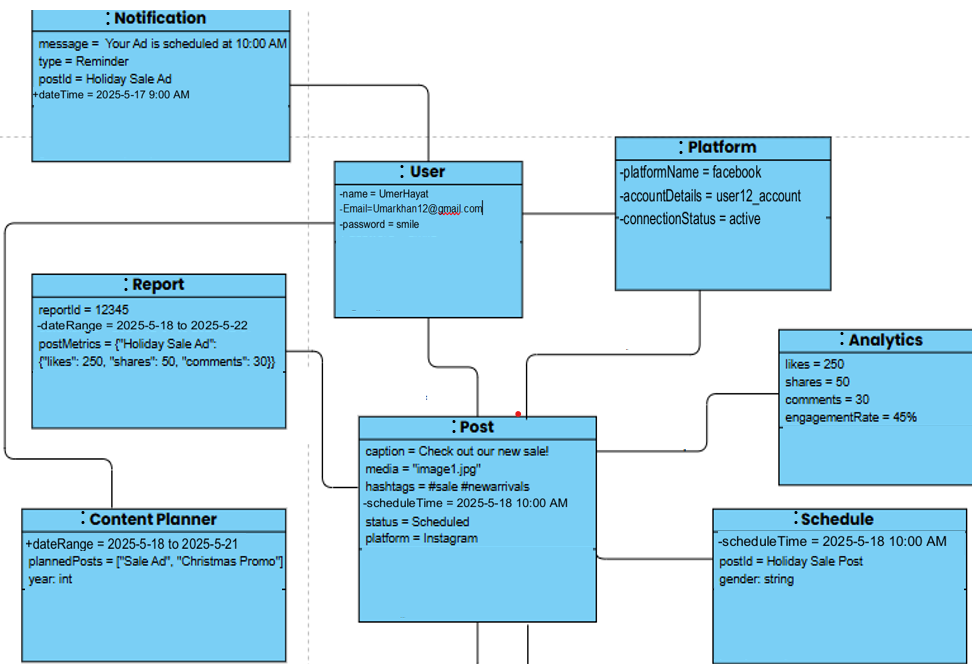 : Notification
message = Your Ad is scheduled at 10:00 AM
type = Reminder
postId = Holiday Sale Ad
+dateTime = 2025-5-17 9:00 AM
: User
-name = UmerHayat
-Email=Umarkhan12@gmail.com
-password = smile
: Platform
-platformName = facebook
-accountDetails = user12_account
-connectionStatus = active
: Report
reportId = 12345
-dateRange = 2025-5-18 to 2025-5-22
postMetrics = {"Holiday Sale Ad":
{"likes": 250, "shares": 50, "comments": 30}}
: Analytics
likes = 250
shares = 50
comments = 30
engagementRate = 45%
: Post
caption = Check out our new sale!
media = "image1.jpg"
hashtags = #sale #newarrivals
-scheduleTime = 2025-5-18 10:00 AM
status = Scheduled
platform = Instagram
: Content Planner
+dateRange = 2025-5-18 to 2025-5-21
plannedPosts = ["Sale Ad", "Christmas Promo"]
year: int
: Schedule
-scheduleTime = 2025-5-18 10:00 AM
postId = Holiday Sale Post
gender: string